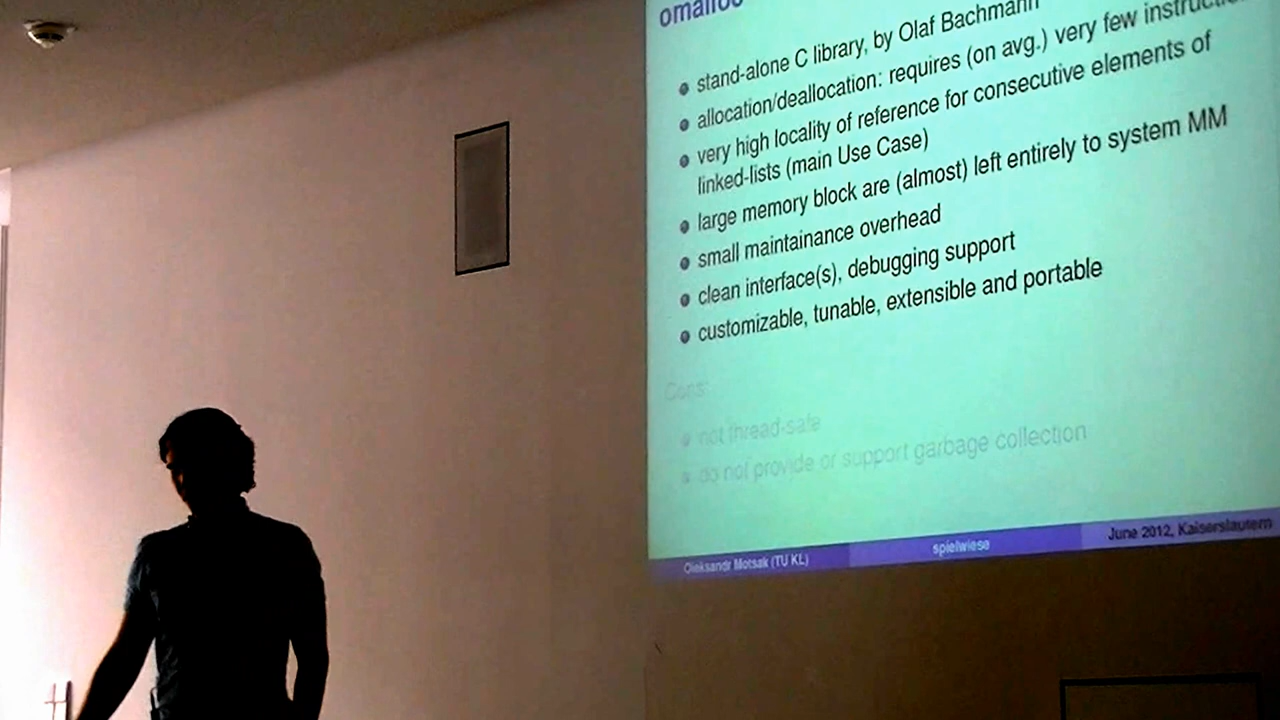 omalloc
stand-alone C library, by Olaf Bachmann
allocation/deallocation: requires (on avg.) very few
very high locality of reference for consecutive elements of
linked-lists (main Use Case)
large memory block are (almost) left entirely to system MM
small maintainance overhead
clean interface(s), debugging support
customizable, tunable, extensible and portable
Cons:
not thread-safe
do not provide or support garbage collection
Oleksandr Motsak (TU KL)
spielwiese
June 2012, Kaiserslautern